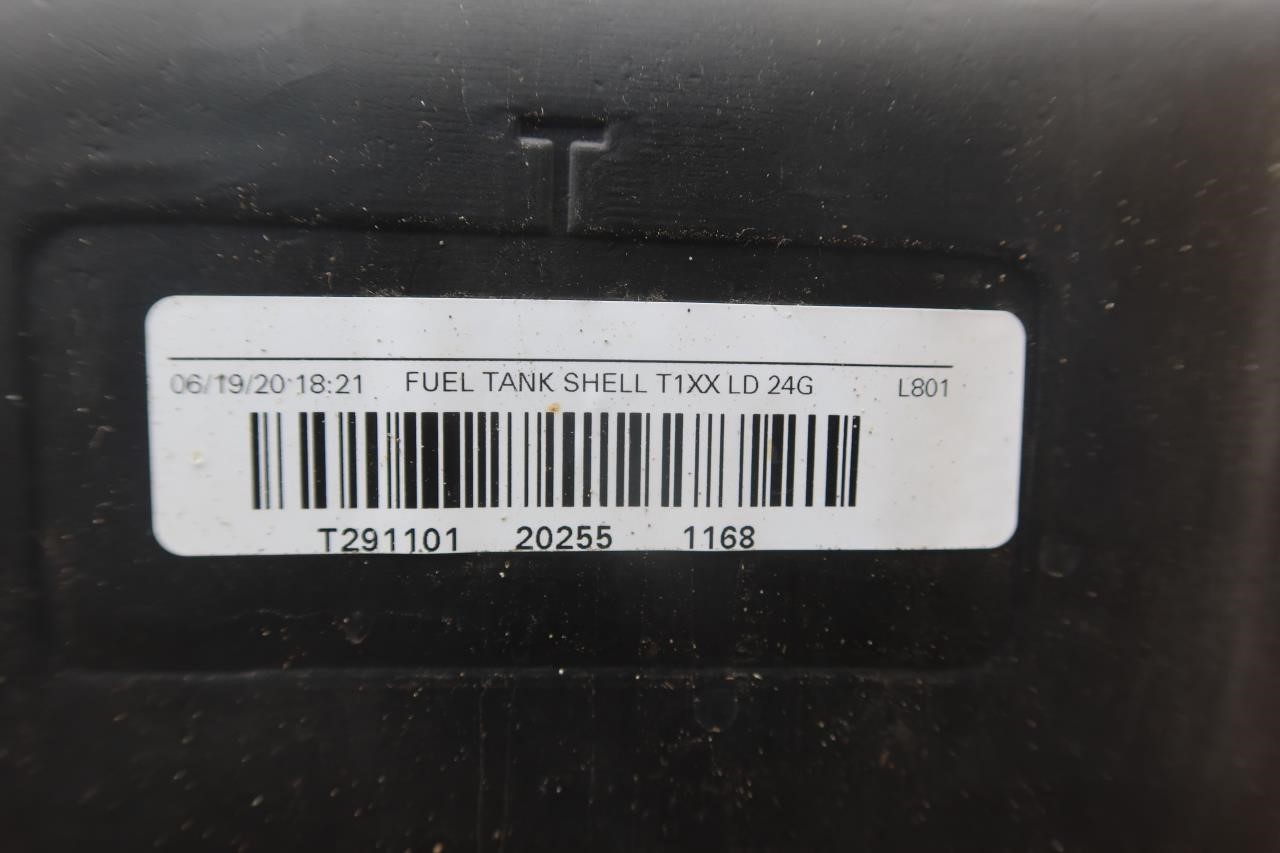 T
06/19/20 18:21 FUEL TANK SHELL T1XX LD 24G L801
T291101 20255 1168